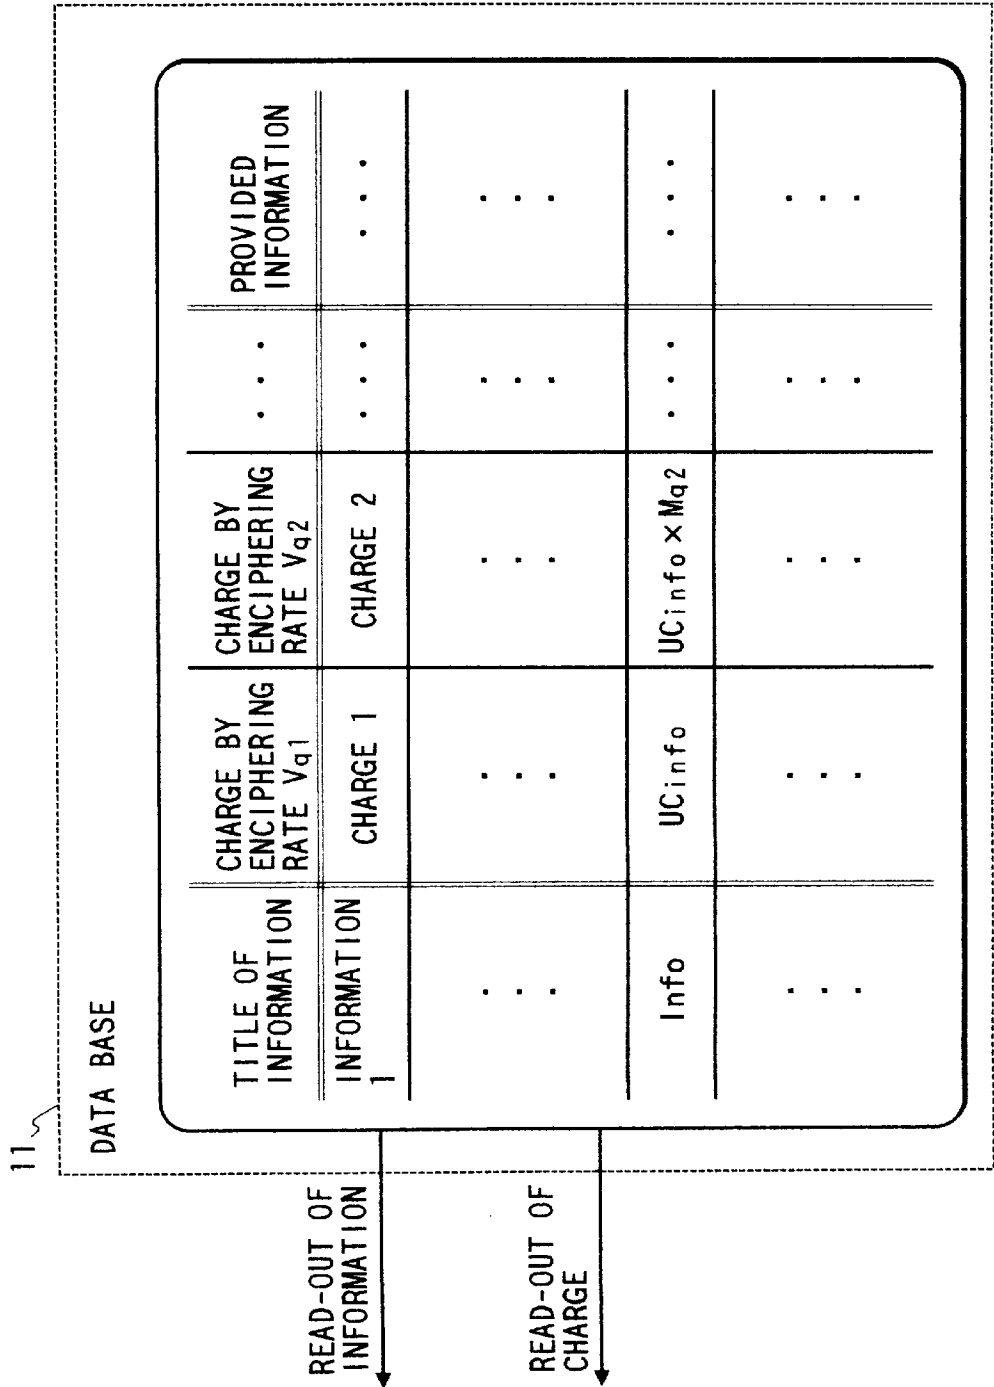 11
DATA BASE
TITLE OF
INFORMATION
CHARGE BY
ENCIPHERING
RATE Vq1
CHARGE BY
ENCIPHERING
RATE Vq2
. . .
PROVIDED
INFORMATION
INFORMATION
1
CHARGE 1
CHARGE 2
. . .
. . .
. . .
. . .
. . .
. . .
. . .
Info
UCinfo
UCinfo×Mq2
. . .
. . .
. . .
. . .
. . .
. . .
. . .
READ-OUT OF
INFORMATION
READ-OUT OF
CHARGE